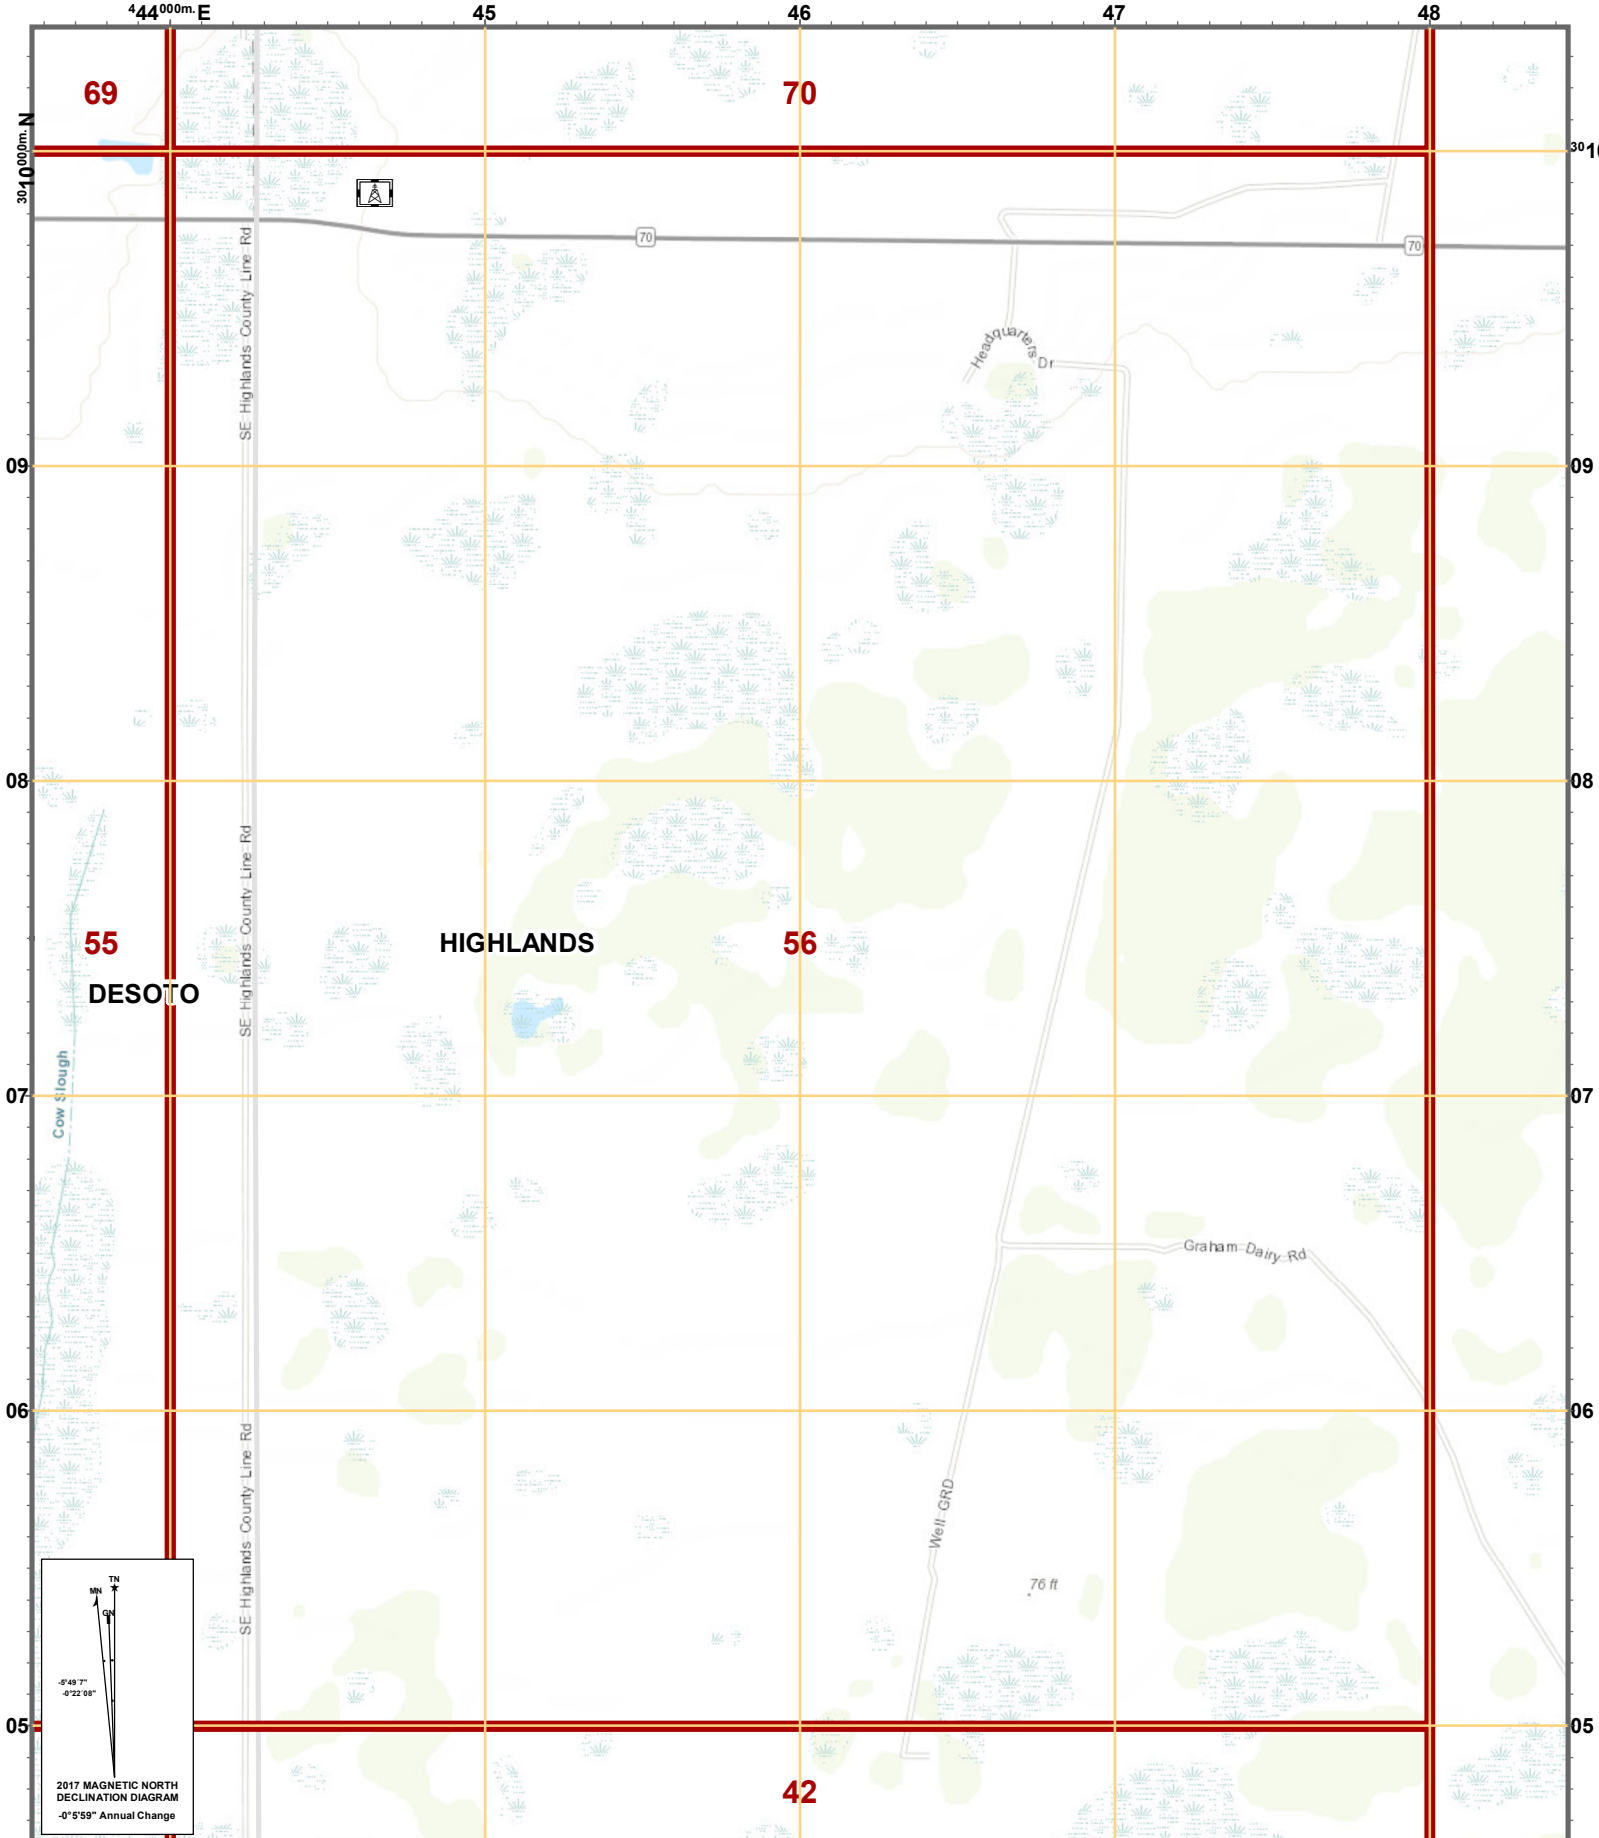 444000m. E
45
46
47
48
69
70
3010000m. N
3010
70
70
SE Highlands County Line Rd
Headquarters Dr
09
09
08
08
SE Highlands County Line Rd
55
HIGHLANDS
56
DESOTO
Cow Slough
07
07
Graham Dairy Rd
06
06
SE Highlands County Line Rd
Well GRD
76 ft
TN
MN
GN
-5°49'7"
-0°22'08"
05
05
2017 MAGNETIC NORTH
DECLINATION DIAGRAM
-0°5'59" Annual Change
42